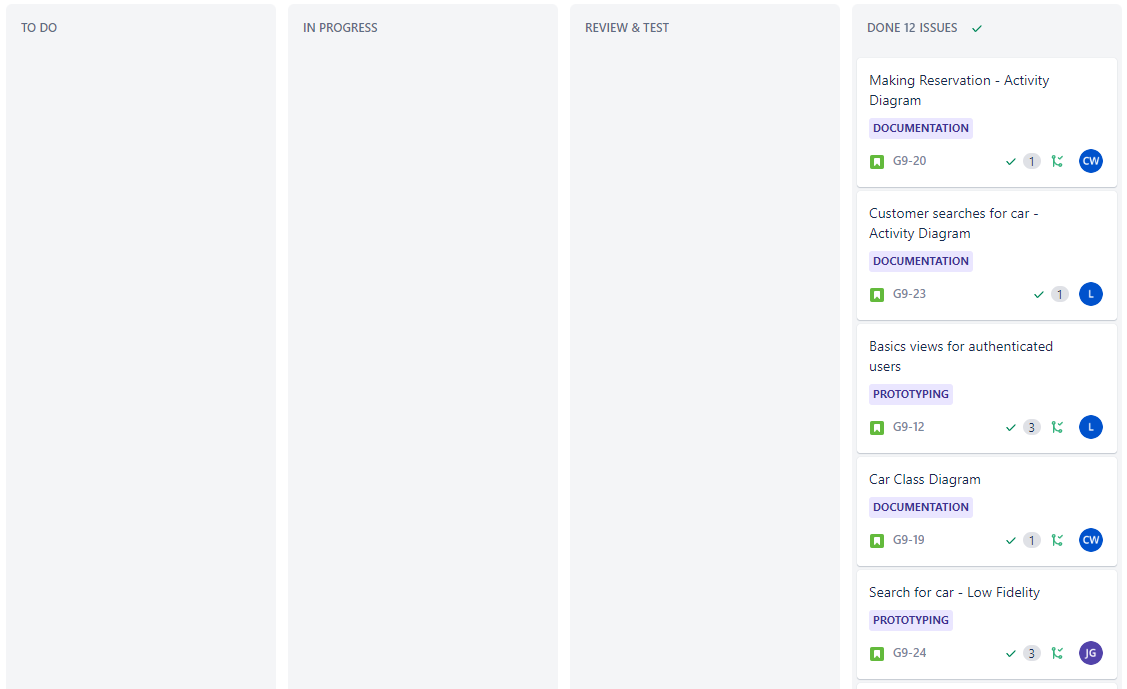 TO DO
IN PROGRESS
REVIEW & TEST
DONE 12 ISSUES
Making Reservation - Activity
Diagram
DOCUMENTATION
G9-20 1 CW
Customer searches for car -
Activity Diagram
DOCUMENTATION
G9-23 1 L
Basics views for authenticated
users
PROTOTYPING
G9-12 3 L
Car Class Diagram
DOCUMENTATION
G9-19 1 CW
Search for car - Low Fidelity
PROTOTYPING
G9-24 3 JG